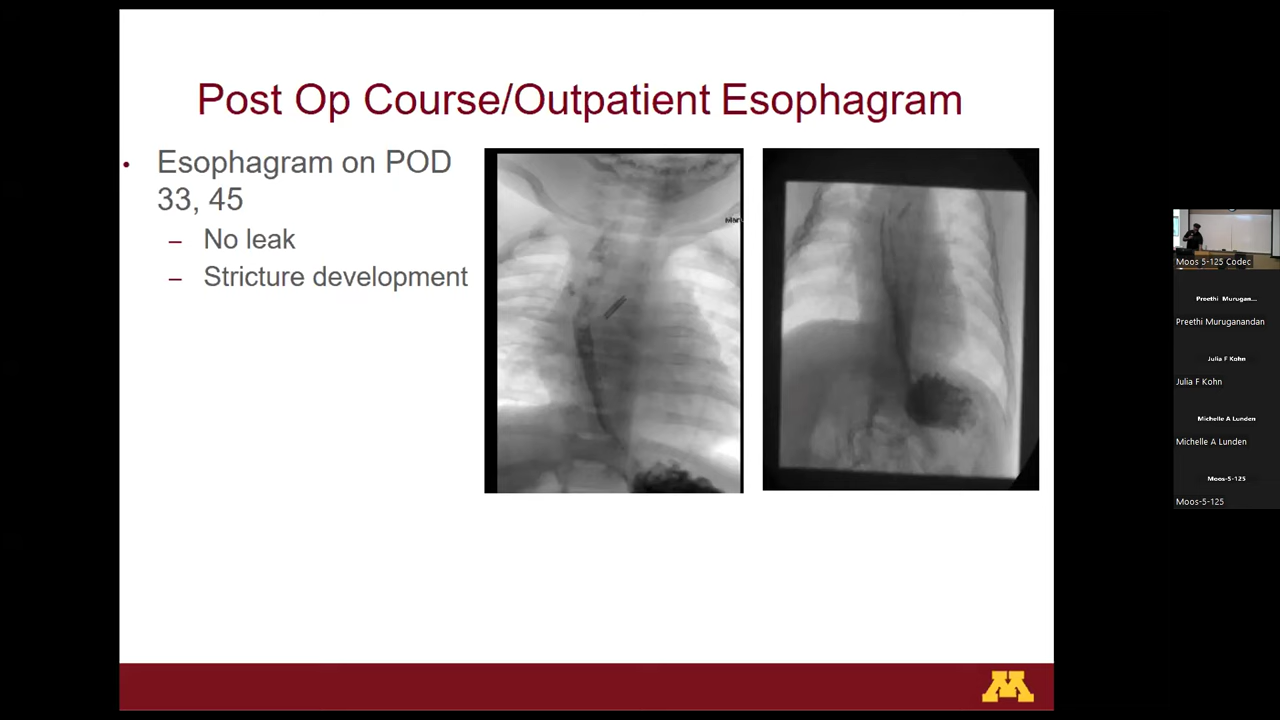 Post Op Course/Outpatient Esophagram
• Esophagram on POD
33, 45
– No leak
– Stricture development
Moos 5-125 Codec
Preethi Murugan...
Preethi Muruganandan
Julia F Kohn
Julia F Kohn
Michelle A Lunden
Michelle A Lunden
Moos-5-125
Moos-5-125
M